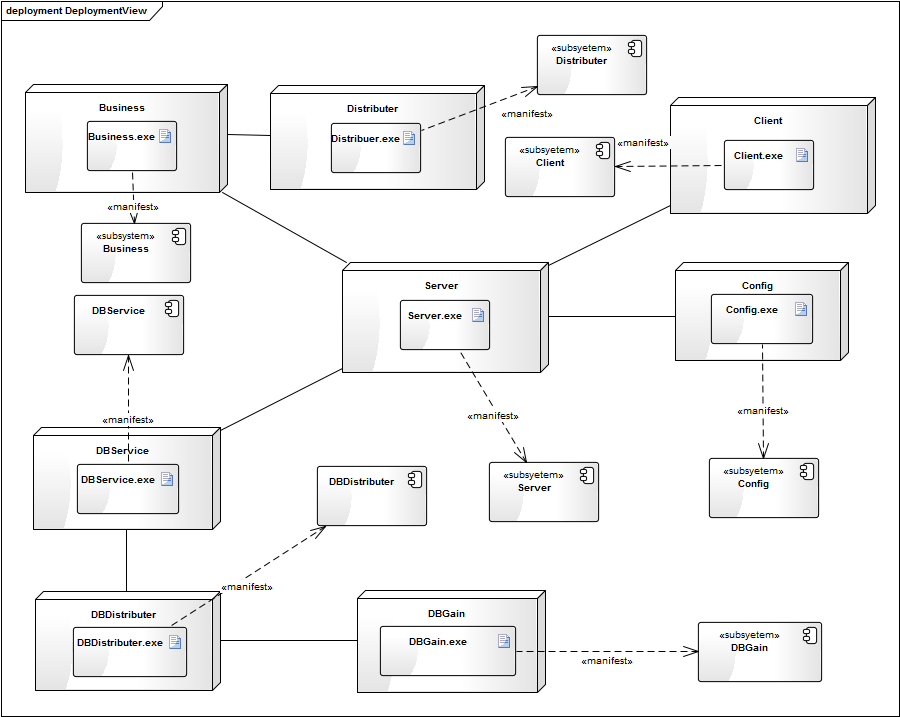 deployment DeploymentView
«subsyetem»
Distributer
Business
Business.exe
Distributer
Distribuer.exe
«manifest»
Client
Client.exe
«manifest»
«subsyetem»
Client
«manifest»
«subsystem»
Business
DBService
Server
Server.exe
Config
Config.exe
«manifest»
«manifest»
«manifest»
DBService
DBService.exe
DBDistributer
«subsyetem»
Server
«subsyetem»
Config
«manifest»
DBDistributer
DBDistributer.exe
DBGain
DBGain.exe
«manifest»
«subsyetem»
DBGain